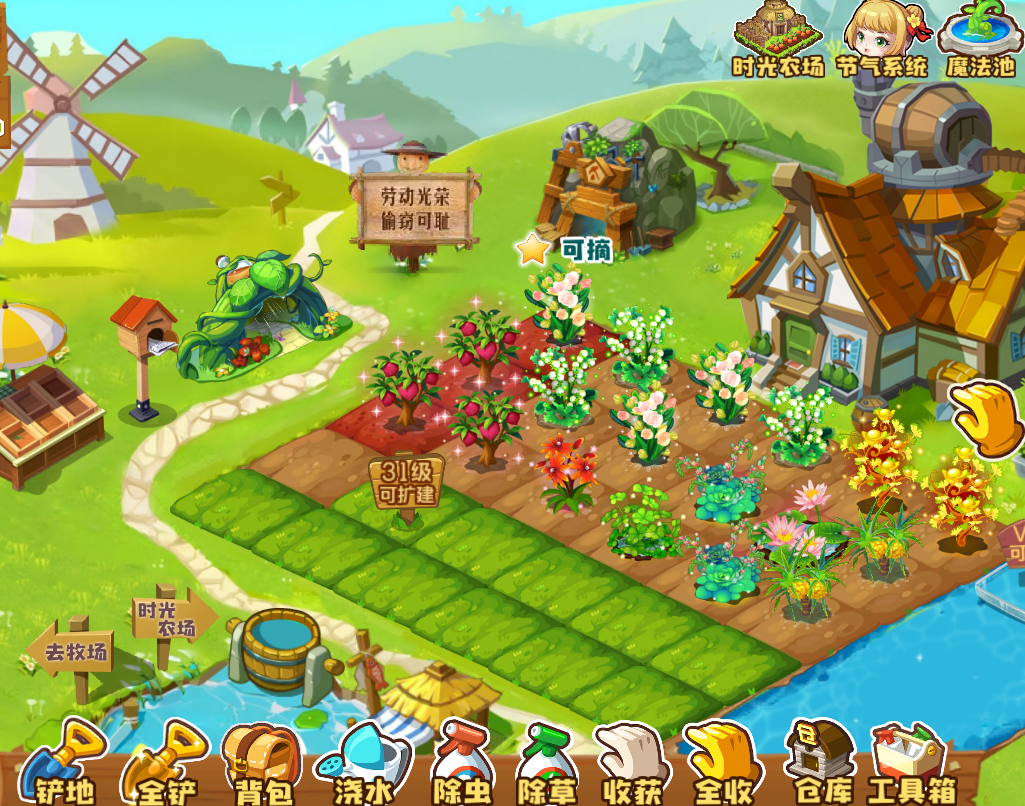 时光农场
节气系统
魔法池
劳动光荣
偷窃可耻
可摘
31级
可扩建
时光
农场
去牧场
铲地
全铲
背包
浇水
除虫
除草
收获
全收
仓库
工具箱